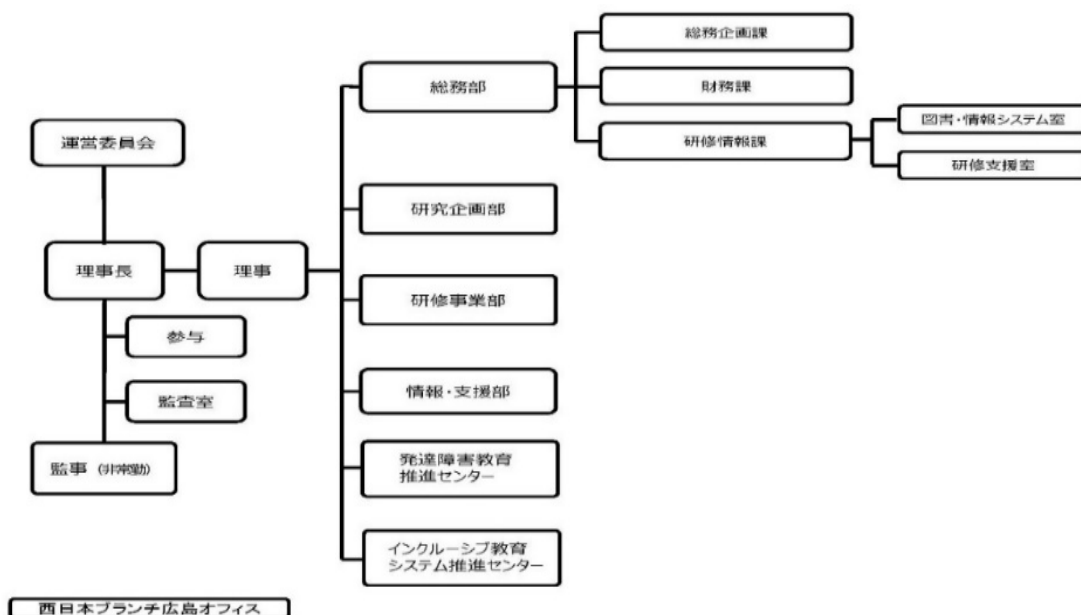 総務企画課
総務部
財務課
図書・情報システム室
運営委員会
研修情報課
研修支援室
研究企画部
理事長
理事
研修事業部
参与
情報・支援部
監査室
発達障害教育
推進センター
監事 (非常勤)
インクルーシブ教育
システム推進センター
西日本ブランチ広島オフィス